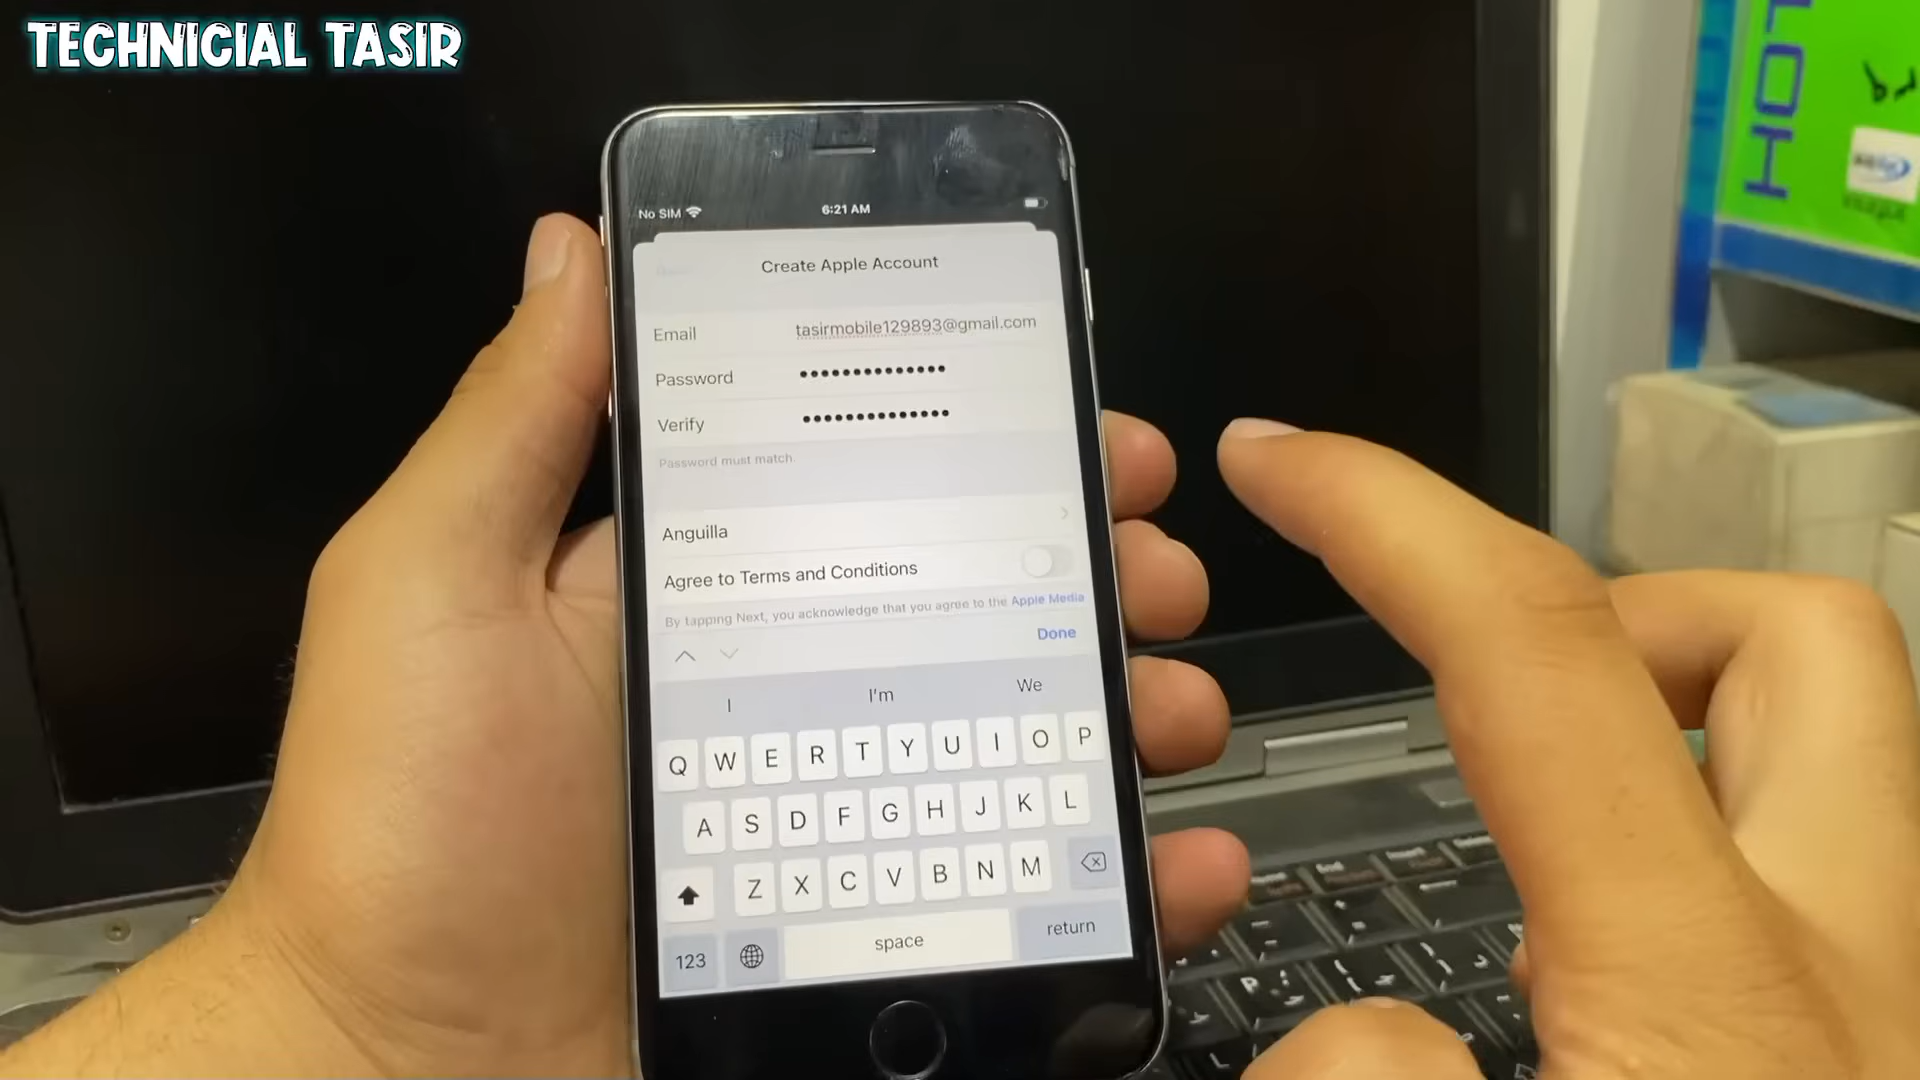 TECHNICIAL TASIR
No SIM
6:21 AM
Create Apple Account
Email tasirmobile129893@gmail.com
Password ••••••••••••••
Verify ••••••••••••••
Password must match.
Anguilla
Agree to Terms and Conditions
By tapping Next, you acknowledge that you agree to the Apple Media
Done
I I'm We
Q W E R T Y U I O P
A S D F G H J K L
Z X C V B N M
123 space return
HOT